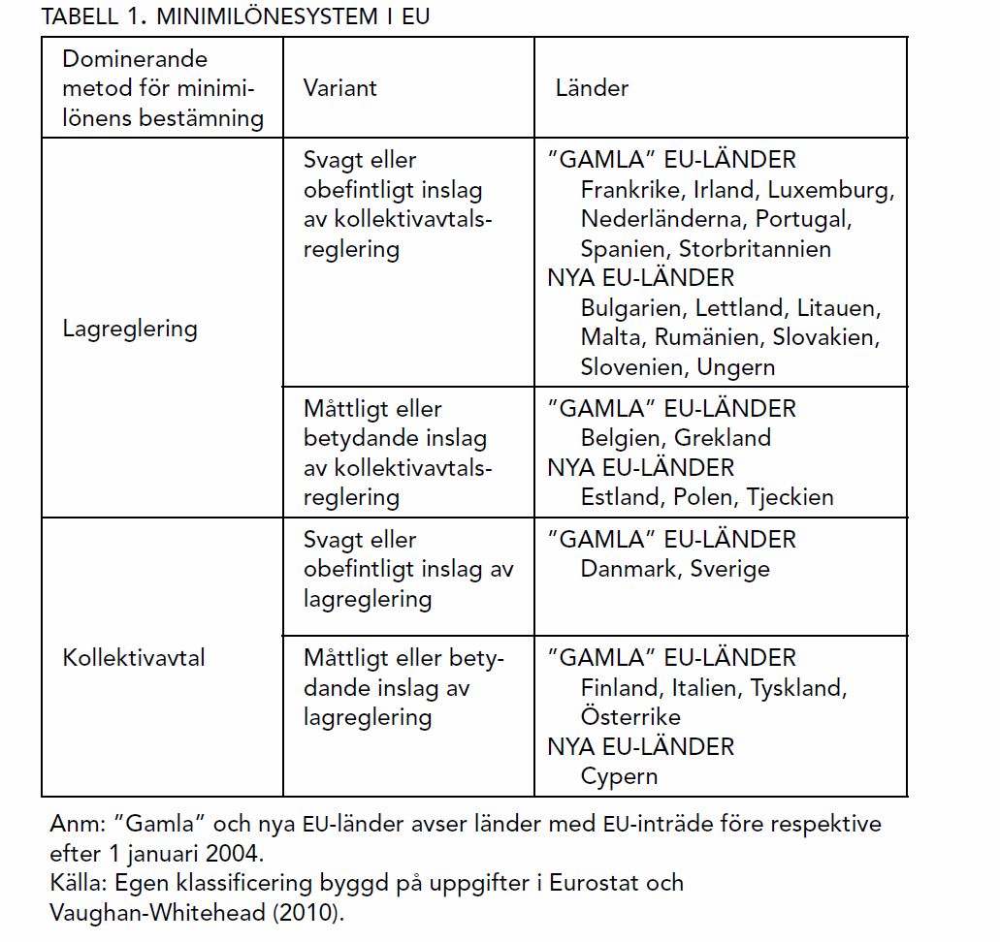 TABELL 1. MINIMILÖNESYSTEM I EU
Dominerande
metod för minimi-
lönens bestämning
Variant
Länder
Lagreglering
Svagt eller
obefintligt inslag
av kollektivavtals-
reglering
”GAMLA” EU-LÄNDER
Frankrike, Irland, Luxemburg,
Nederländerna, Portugal,
Spanien, Storbritannien
NYA EU-LÄNDER
Bulgarien, Lettland, Litauen,
Malta, Rumänien, Slovakien,
Slovenien, Ungern
Måttligt eller
betydande inslag
av kollektivavtals-
reglering
”GAMLA” EU-LÄNDER
Belgien, Grekland
NYA EU-LÄNDER
Estland, Polen, Tjeckien
Kollektivavtal
Svagt eller
obefintligt inslag av
lagreglering
”GAMLA” EU-LÄNDER
Danmark, Sverige
Måttligt eller bety-
dande inslag av
lagreglering
”GAMLA” EU-LÄNDER
Finland, Italien, Tyskland,
Österrike
NYA EU-LÄNDER
Cypern
Anm: ”Gamla” och nya EU-länder avser länder med EU-inträde före respektive
efter 1 januari 2004.
Källa: Egen klassificering byggd på uppgifter i Eurostat och
Vaughan-Whitehead (2010).